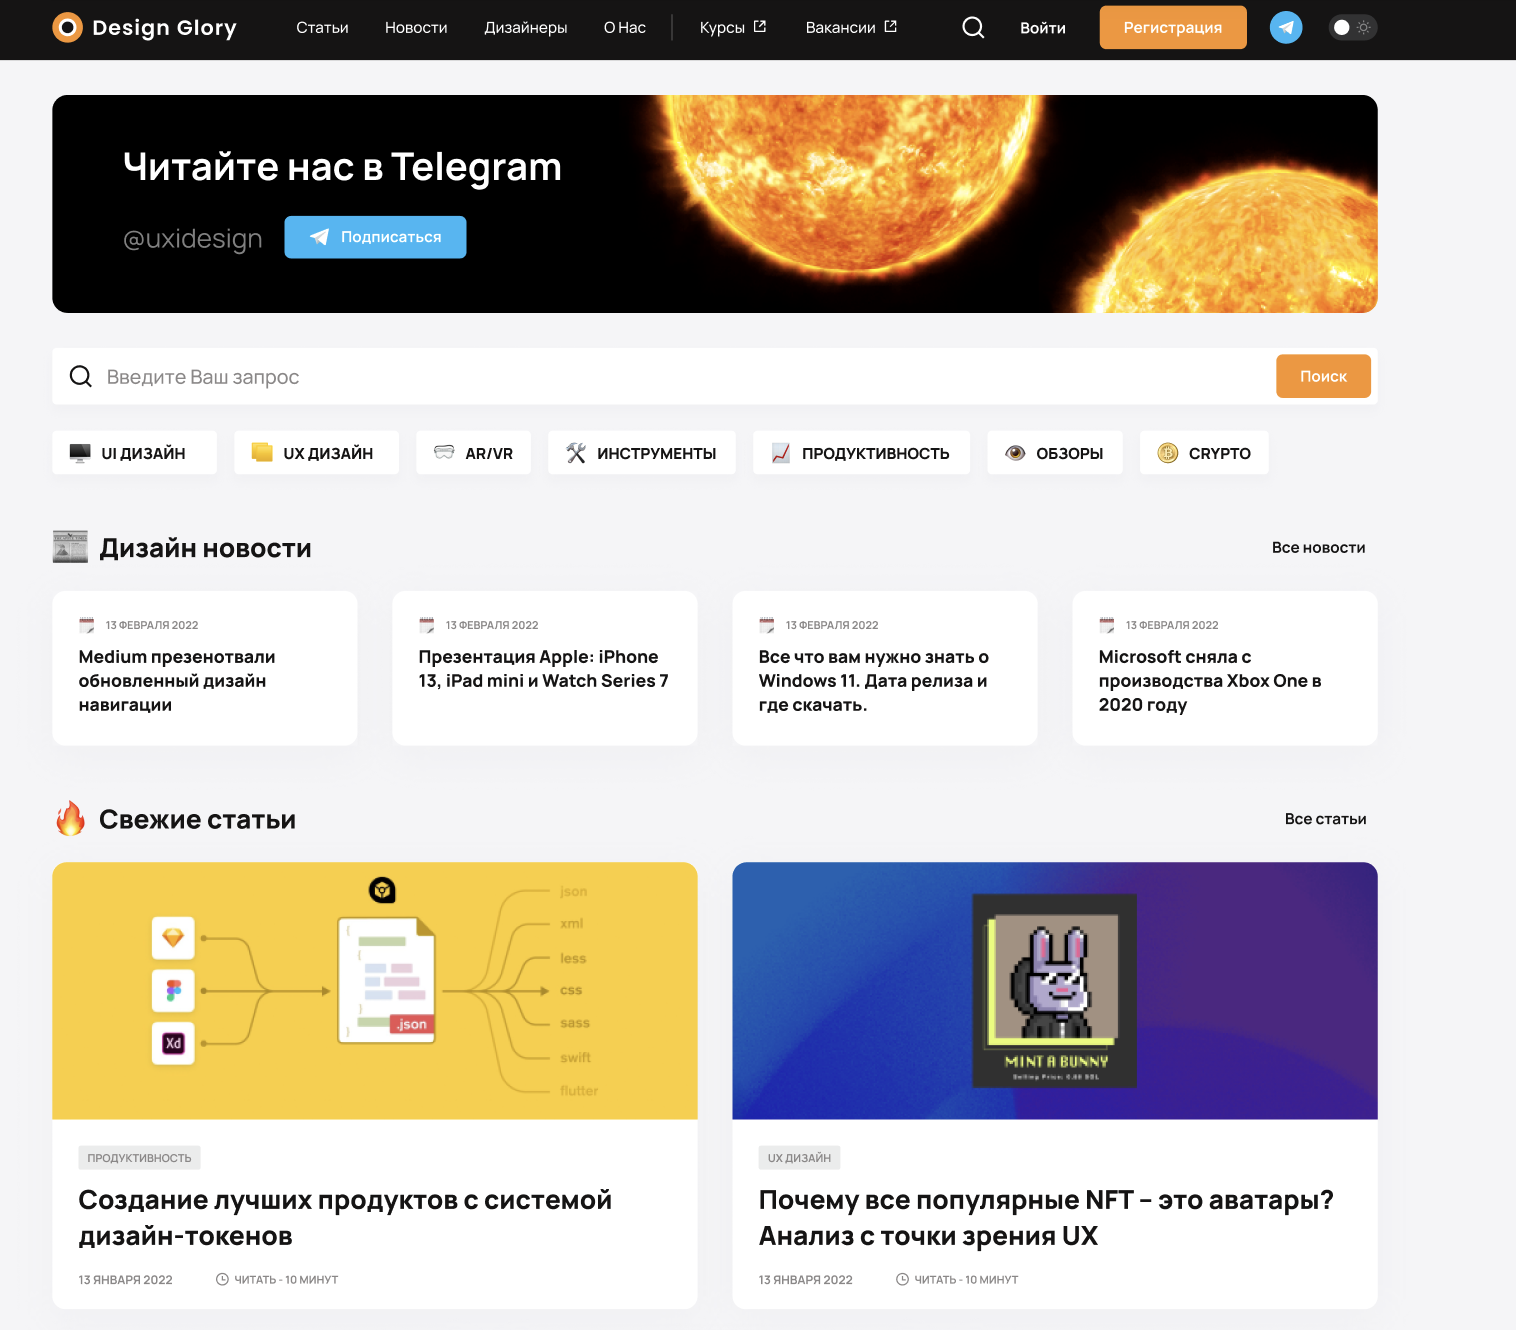 Design Glory
Статьи
Новости
Дизайнеры
О Нас
Курсы
Вакансии
Войти
Регистрация
Читайте нас в Telegram
@uxidesign
Подписаться
Введите Ваш запрос
Поиск
UI ДИЗАЙН
UX ДИЗАЙН
AR/VR
ИНСТРУМЕНТЫ
ПРОДУКТИВНОСТЬ
ОБЗОРЫ
CRYPTO
Дизайн новости
Все новости
13 ФЕВРАЛЯ 2022
Medium презенотвали
обновленный дизайн
навигации
13 ФЕВРАЛЯ 2022
Презентация Apple: iPhone
13, iPad mini и Watch Series 7
13 ФЕВРАЛЯ 2022
Все что вам нужно знать о
Windows 11. Дата релиза и
где скачать.
13 ФЕВРАЛЯ 2022
Microsoft сняла с
производства Xbox One в
2020 году
Свежие статьи
Все статьи
Xd
.json
json
xml
less
css
sass
swift
flutter
ПРОДУКТИВНОСТЬ
Создание лучших продуктов с системой
дизайн-токенов
13 ЯНВАРЯ 2022
ЧИТАТЬ - 10 МИНУТ
MINT A BUNNY
Selling Price: 0.88 SOL
UX ДИЗАЙН
Почему все популярные NFT – это аватары?
Анализ с точки зрения UX
13 ЯНВАРЯ 2022
ЧИТАТЬ - 10 МИНУТ